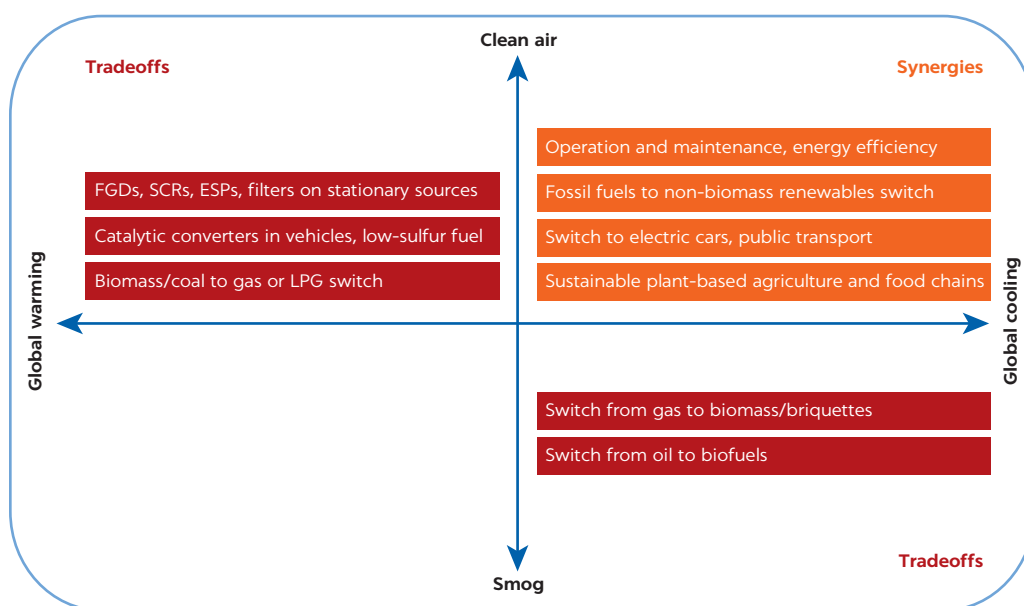 Clean air
Tradeoffs
Synergies
Operation and maintenance, energy efficiency
FGDs, SCRs, ESPs, filters on stationary sources
Fossil fuels to non-biomass renewables switch
Catalytic converters in vehicles, low-sulfur fuel
Switch to electric cars, public transport
Biomass/coal to gas or LPG switch
Sustainable plant-based agriculture and food chains
Global warming
Global cooling
Switch from gas to biomass/briquettes
Switch from oil to biofuels
Tradeoffs
Smog